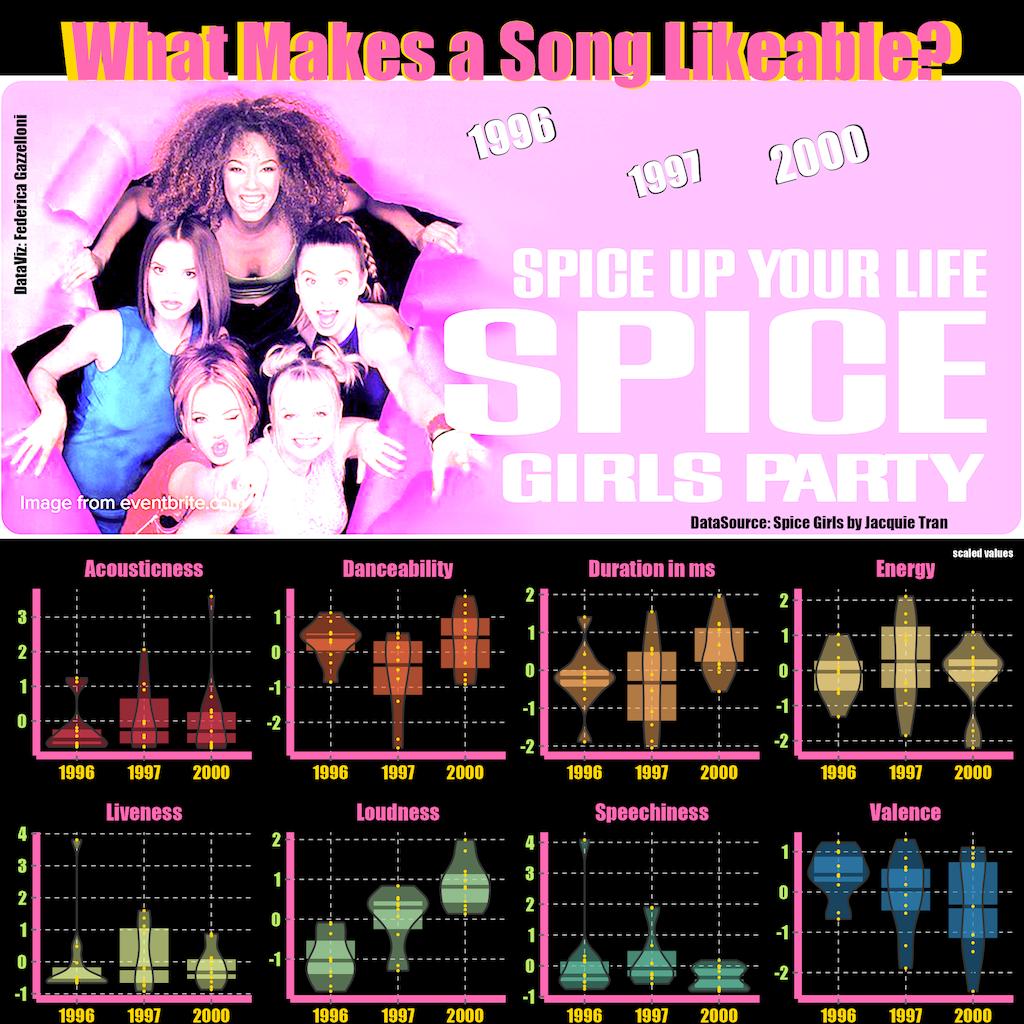 What Makes a Song Likeable?
DataViz: Federica Gazzelloni
1996
1997
2000
SPICE UP YOUR LIFE
SPICE
GIRLS PARTY
Image from eventbrite.com
DataSource: Spice Girls by Jacquie Tran
scaled values
Acousticness
3
2
1
0
1996 1997 2000
Danceability
1
0
-1
-2
1996 1997 2000
Duration in ms
2
1
0
-1
-2
1996 1997 2000
Energy
2
1
0
-1
-2
1996 1997 2000
Liveness
4
3
2
1
0
-1
1996 1997 2000
Loudness
2
1
0
-1
1996 1997 2000
Speechiness
4
3
2
1
0
-1
1996 1997 2000
Valence
1
0
-1
-2
1996 1997 2000